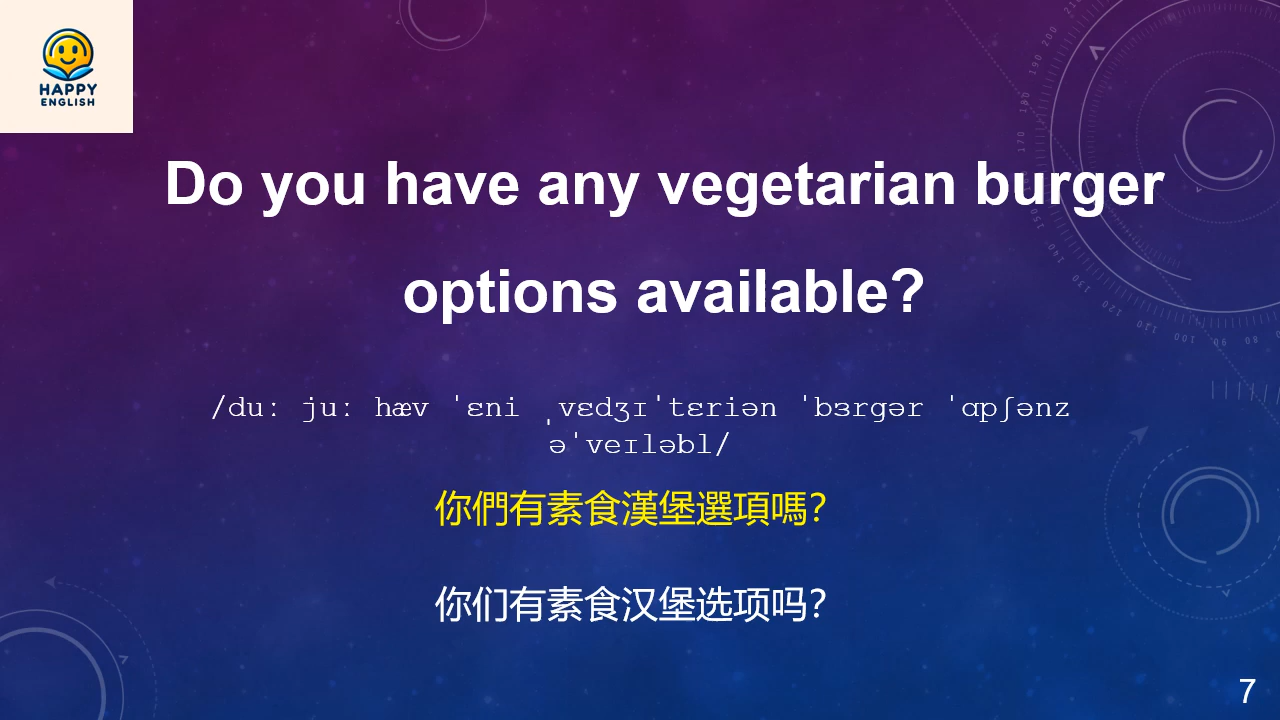 HAPPY
ENGLISH
Do you have any vegetarian burger
options available?
/duː juː hæv ˈɛni ˌvɛdʒɪˈtɛriən ˈbɜrgər ˈɑpʃənz
əˈveɪləbl/
你們有素食漢堡選項嗎?
你们有素食汉堡选项吗?
7